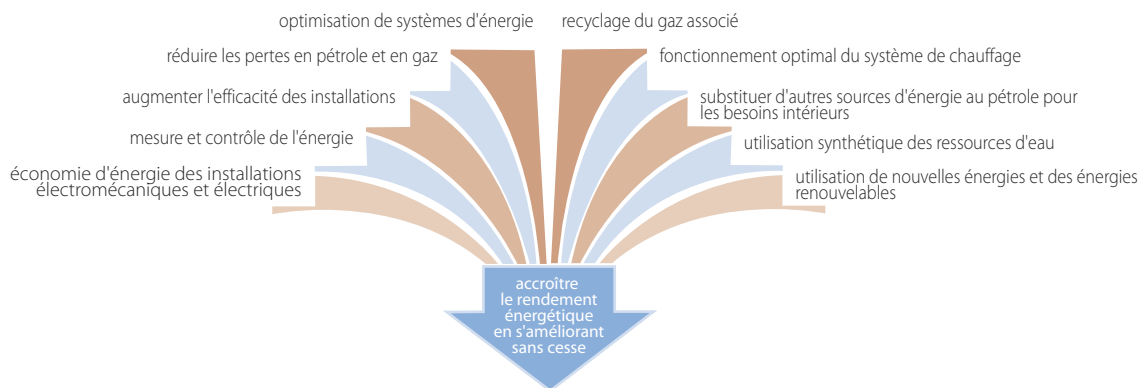 optimisation de systèmes d'énergie
réduire les pertes en pétrole et en gaz
augmenter l'efficacité des installations
mesure et contrôle de l'énergie
économie d'énergie des installations
électromécaniques et électriques
recyclage du gaz associé
fonctionnement optimal du système de chauffage
substituer d'autres sources d'énergie au pétrole pour
les besoins intérieurs
utilisation synthétique des ressources d'eau
utilisation de nouvelles énergies et des énergies
renouvelables
accroître
le rendement
énergétique
en s'améliorant
sans cesse